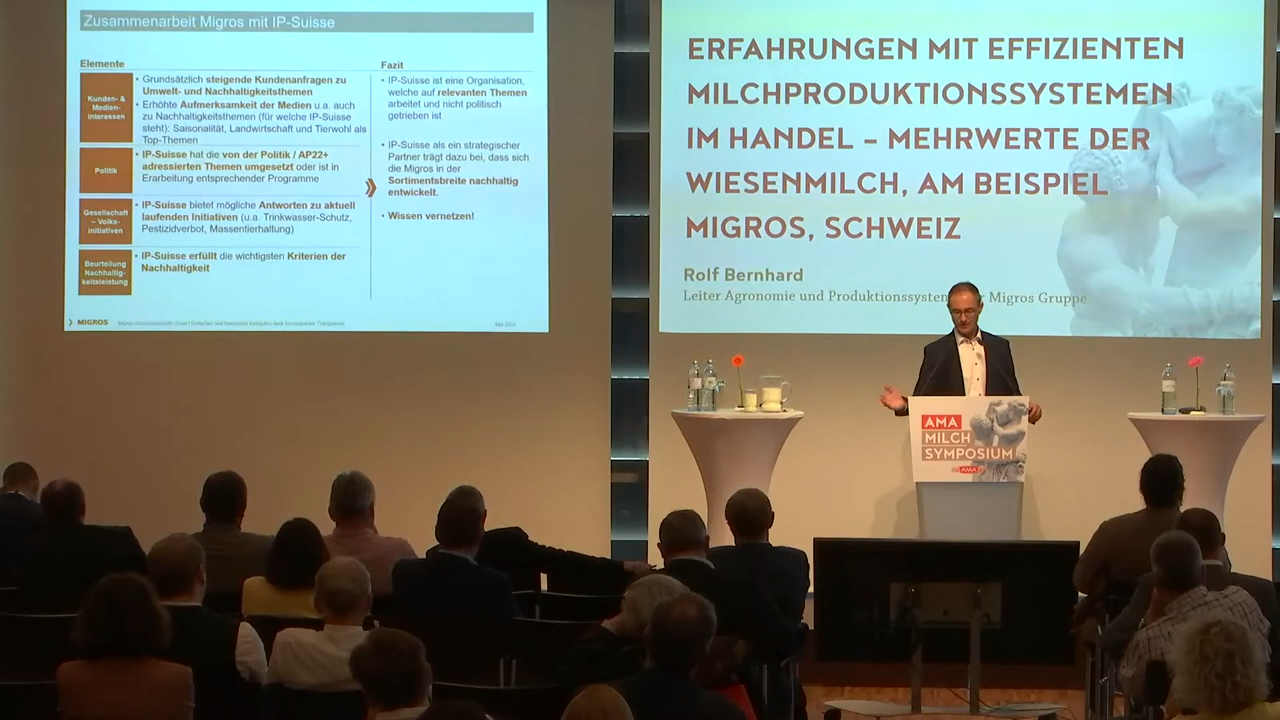 Zusammenarbeit Migros mit IP-Suisse
Elemente
Kunden- &
Medien-
interessen
• Grundsätzlich steigende Kundenanfragen zu
Umwelt- und Nachhaltigkeitsthemen
• Erhöhte Aufmerksamkeit der Medien u.a. auch
zu Nachhaltigkeitsthemen (für welche IP-Suisse
steht): Saisonalität, Landwirtschaft und Tierwohl als
Top-Themen
Politik
• IP-Suisse hat die von der Politik / AP22+
adressierten Themen umgesetzt oder ist in
Erarbeitung entsprechender Programme
Gesellschaft
– Volks-
initiativen
• IP-Suisse bietet mögliche Antworten zu aktuell
laufenden Initiativen (u.a. Trinkwasser-Schutz,
Pestizidverbot, Massentierhaltung)
Beurteilung
Nachhaltig-
keitsleistung
• IP-Suisse erfüllt die wichtigsten Kriterien der
Nachhaltigkeit
Fazit
• IP-Suisse ist eine Organisation,
welche auf relevanten Themen
arbeitet und nicht politisch
getrieben ist
• IP-Suisse als ein strategischer
Partner trägt dazu bei, dass sich
die Migros in der
Sortimentsbreite nachhaltig
entwickelt.
• Wissen vernetzen!
MIGROS
ERFAHRUNGEN MIT EFFIZIENTEN
MILCHPRODUKTIONSSYSTEMEN
IM HANDEL – MEHRWERTE DER
WIESENMILCH, AM BEISPIEL
MIGROS, SCHWEIZ
Rolf Bernhard
Leiter Agronomie und Migros Gruppe
AMA
MILCH
SYMPOSIUM
AMA